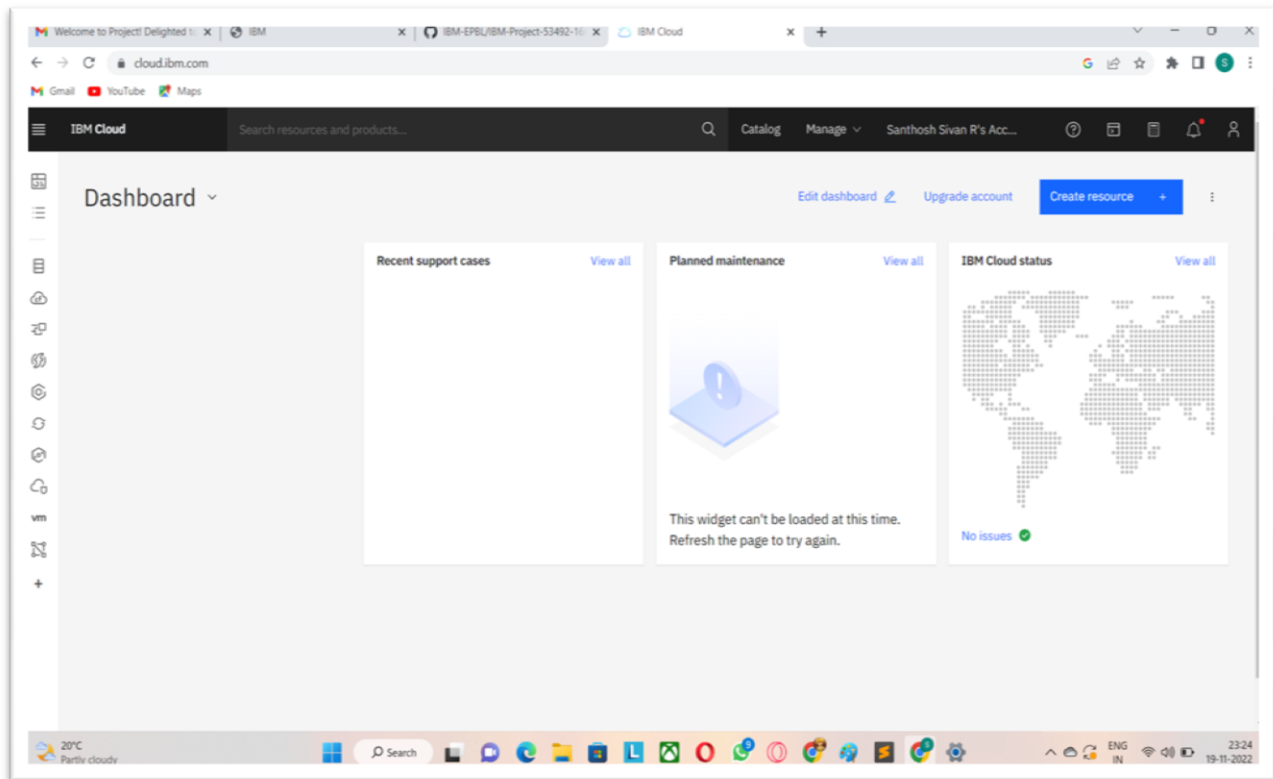 Welcome to Project! Delighted t
IBM
IBM-EPBL/IBM-Project-53492-16
IBM Cloud
cloud.ibm.com
G
S
Gmail
YouTube
Maps
IBM Cloud
Search resources and products...
Catalog
Manage
Santhosh Sivan R's Acc...
Dashboard
Edit dashboard
Upgrade account
Create resource +
Recent support cases
View all
Planned maintenance
View all
IBM Cloud status
View all
This widget can't be loaded at this time.
Refresh the page to try again.
No issues
vm
20°C
Partly cloudy
Search
ENG
IN
23:24
19-11-2022